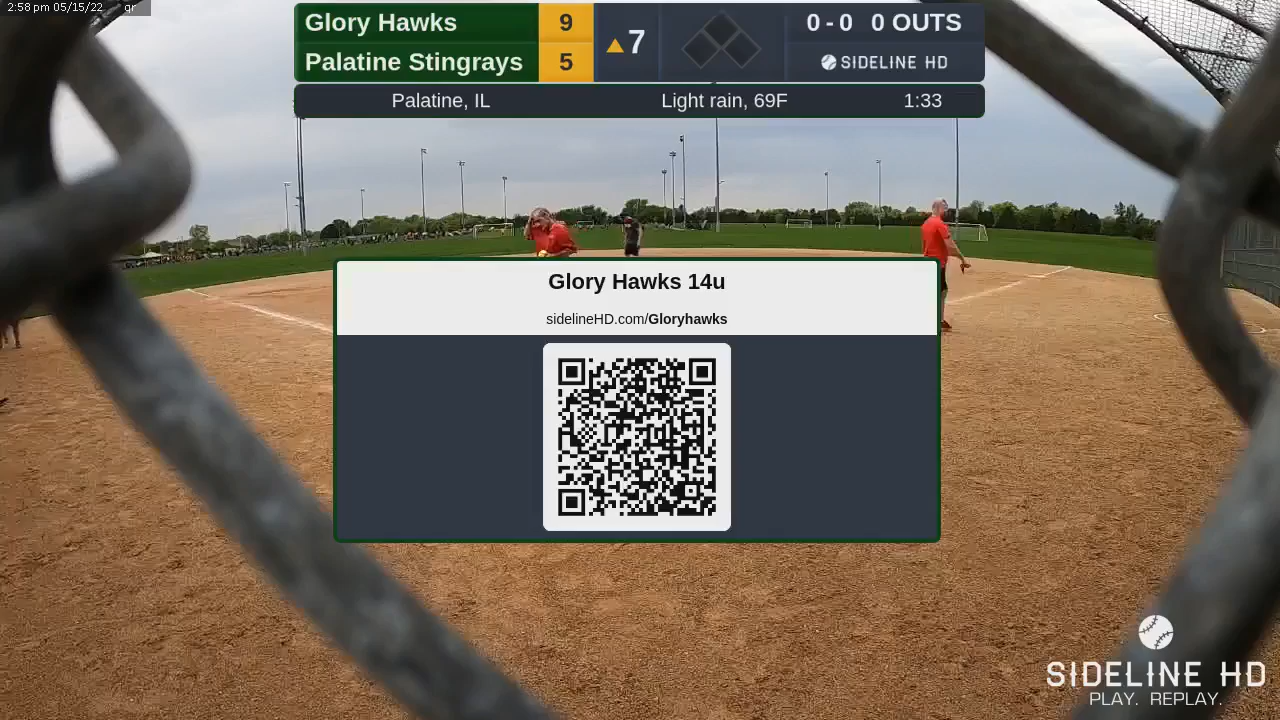 2:58 pm 05/15/22 gr
Glory Hawks 9
Palatine Stingrays 5
▲7
0 - 0 0 OUTS
SIDELINE HD
Palatine, IL Light rain, 69F 1:33
Glory Hawks 14u
sidelineHD.com/Gloryhawks
SIDELINE HD
PLAY. REPLAY.